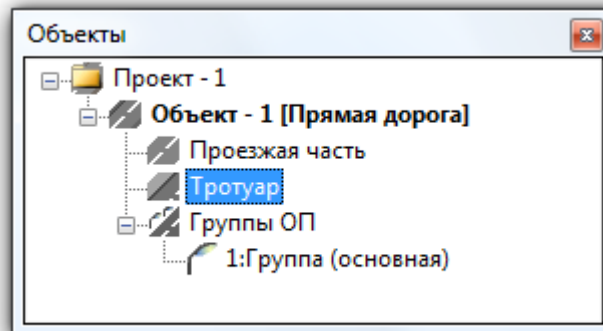 Объекты
Проект - 1
Объект - 1 [Прямая дорога]
Проезжая часть
Тротуар
Группы ОП
1:Группа (основная)